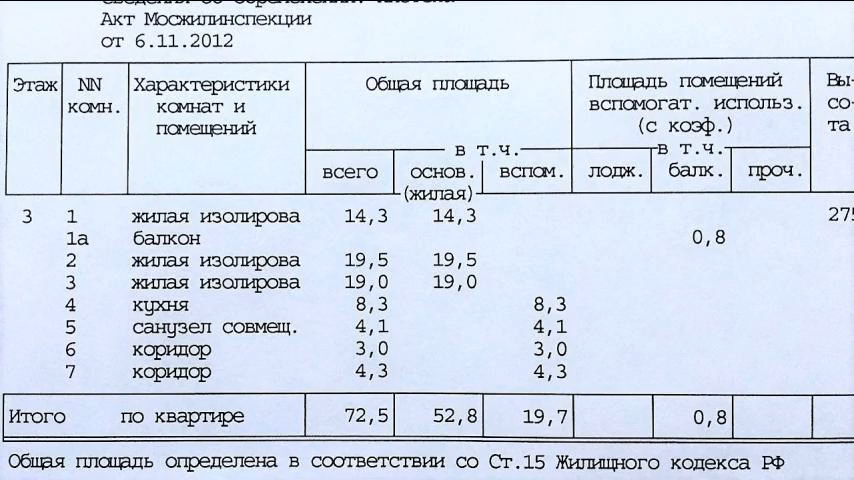 Акт Мосжилинспекции
от 6.11.2012
Этаж NN Характеристики Общая площадь Площадь помещений Вы-
комн. комнат и вспомогат. использ. со-
помещений (с коэф.) та
в т.ч. в т.ч.
всего основ. вспом. лодж. балк. проч.
(жилая)
3 1 жилая изолирова 14,3 14,3 275
1а балкон 0,8
2 жилая изолирова 19,5 19,5
3 жилая изолирова 19,0 19,0
4 кухня 8,3 8,3
5 санузел совмещ. 4,1 4,1
6 коридор 3,0 3,0
7 коридор 4,3 4,3
Итого по квартире 72,5 52,8 19,7 0,8
Общая площадь определена в соответствии со Ст.15 Жилищного кодекса РФ